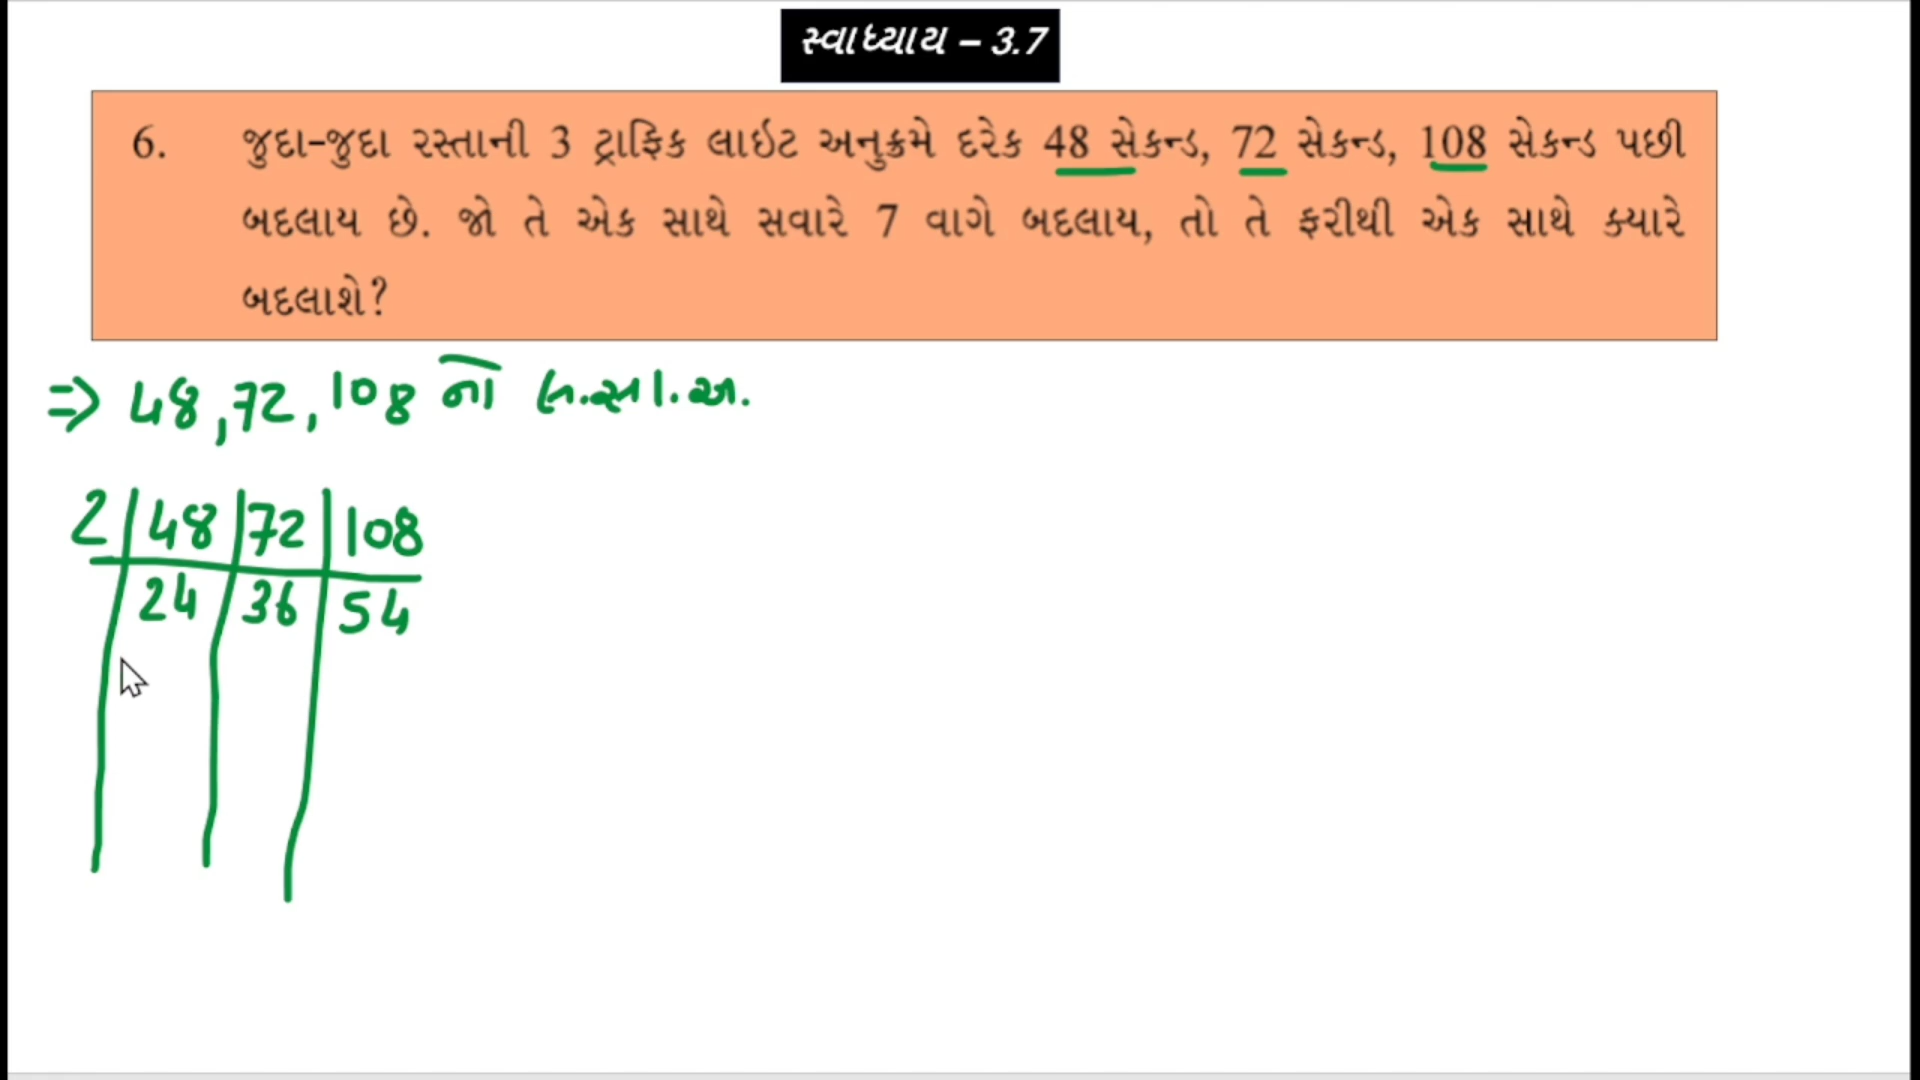 સ્વાધ્યાય – 3.7
6. જુદા-જુદા રસ્તાની 3 ટ્રાફિક લાઇટ અનુક્રમે દરેક 48 સેકન્ડ, 72 સેકન્ડ, 108 સેકન્ડ પછી
બદલાય છે. જો તે એક સાથે સવારે 7 વાગે બદલાય, તો તે ફરીથી એક સાથે ક્યારે
બદલાશે?
⇒ 48, 72, 108 નો લ.સા.અ.
2 | 48 | 72 | 108
24 | 36 | 54